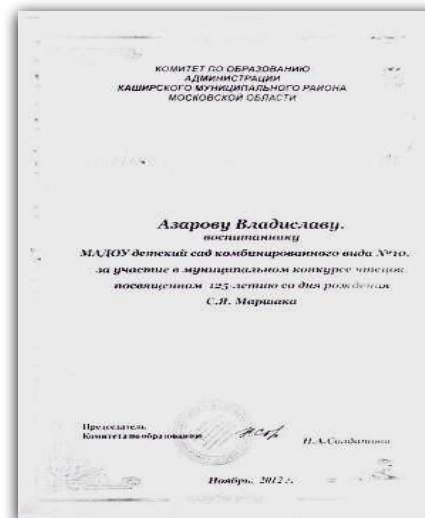 КОМИТЕТ ПО ОБРАЗОВАНИЮ
АДМИНИСТРАЦИИ
КАШИРСКОГО МУНИЦИПАЛЬНОГО РАЙОНА
МОСКОВСКОЙ ОБЛАСТИ
Азарову Владиславу.
воспитаннику
МАДОУ детский сад комбинированного вида №10,
за участие в муниципальном конкурсе чтецов,
посвященном 125-летию со дня рождения
С.Я. Маршака
Председатель
Комитета по образованию
Н.А.Солдатова
Ноябрь, 2012 г.